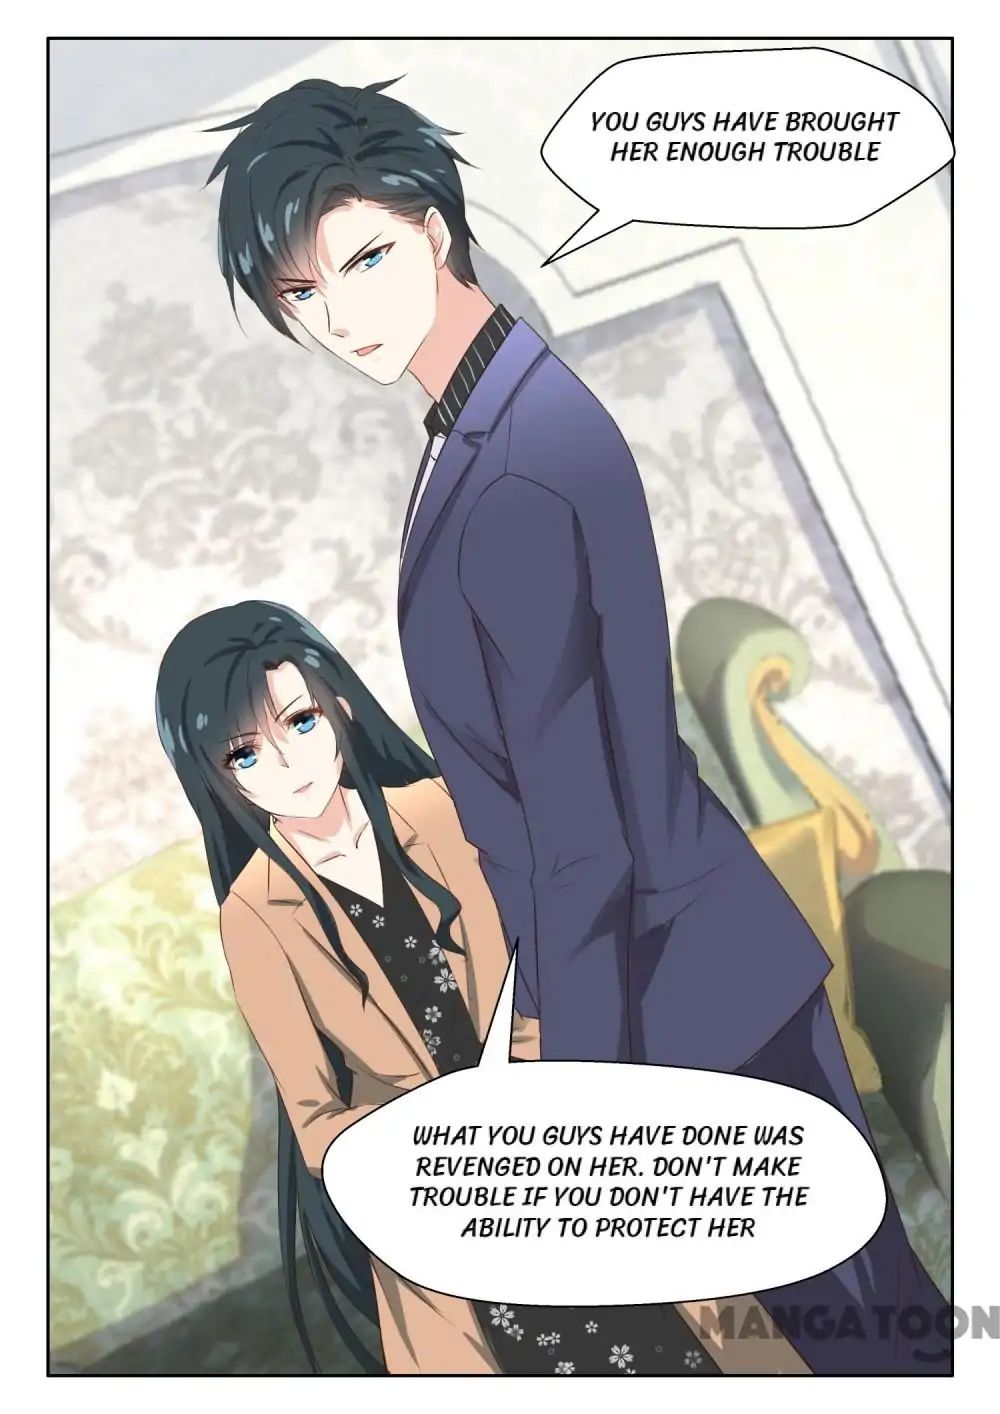 YOU GUYS HAVE BROUGHT
HER ENOUGH TROUBLE
WHAT YOU GUYS HAVE DONE WAS
REVENGED ON HER. DON'T MAKE
TROUBLE IF YOU DON'T HAVE THE
ABILITY TO PROTECT HER
MANGATOON